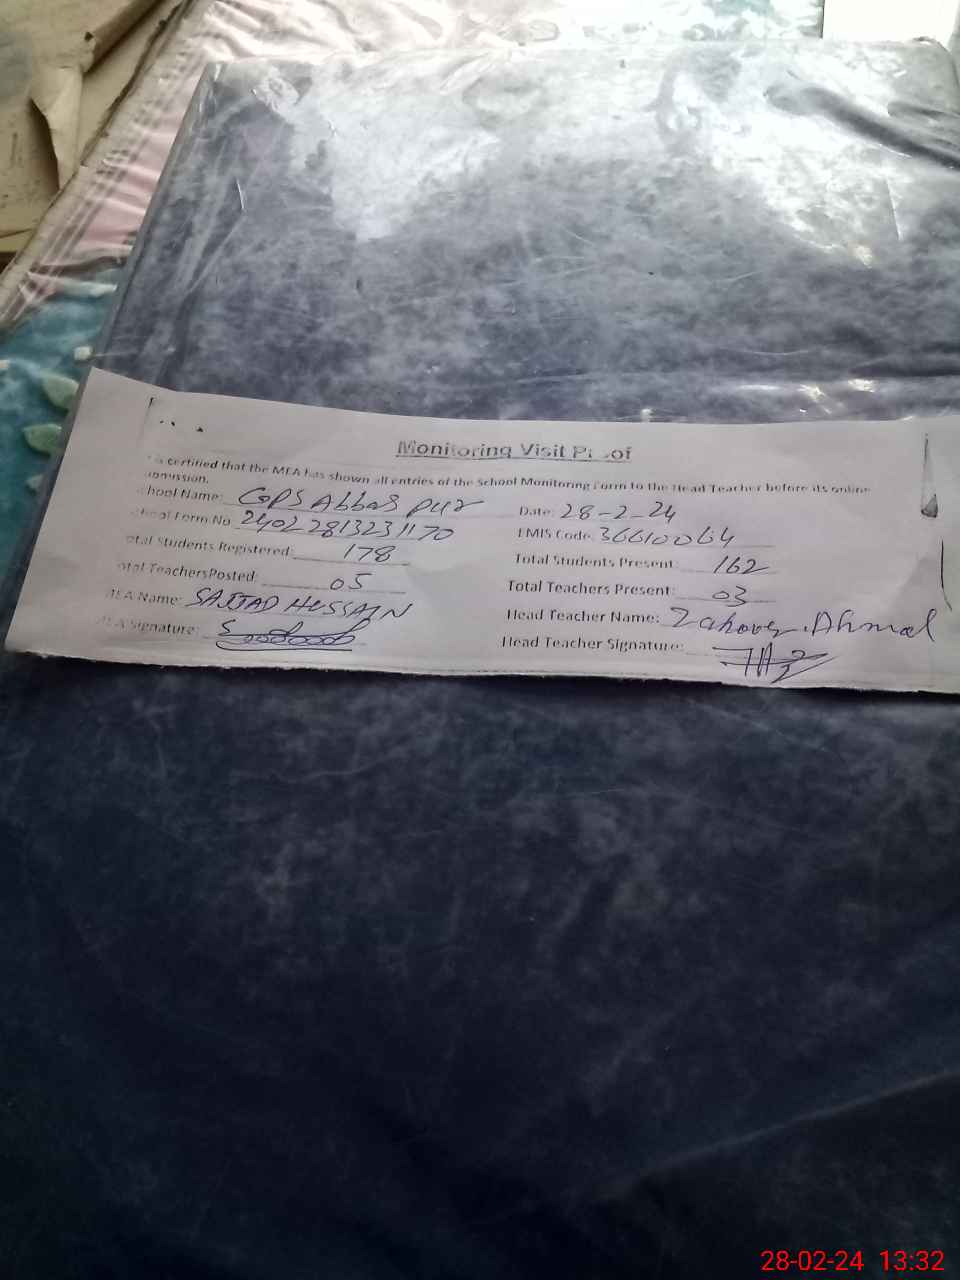 Monitoring Visit Proof
is certified that the MEA has shown all entries of the School Monitoring Form to the Head Teacher before its online
submission.
School Name: GPS Abbas pur Date: 28-2-24
School Form No: 24022813231170 EMIS Code: 36610064
Total Students Registered: 178 Total Students Present: 162
Total TeachersPosted: 05 Total Teachers Present: 03
MEA Name: SAJJAD HUSSAIN Head Teacher Name: Zahoor Ahmad
MEA Signature: Head Teacher Signature:
28-02-24 13:32